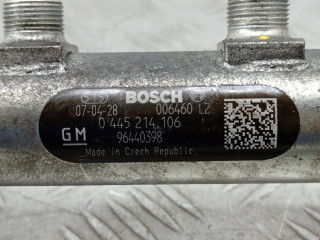 BOSCH
07-04-28 006460 L2
0 445 214 106
GM 96440398
Made in Czech Republic